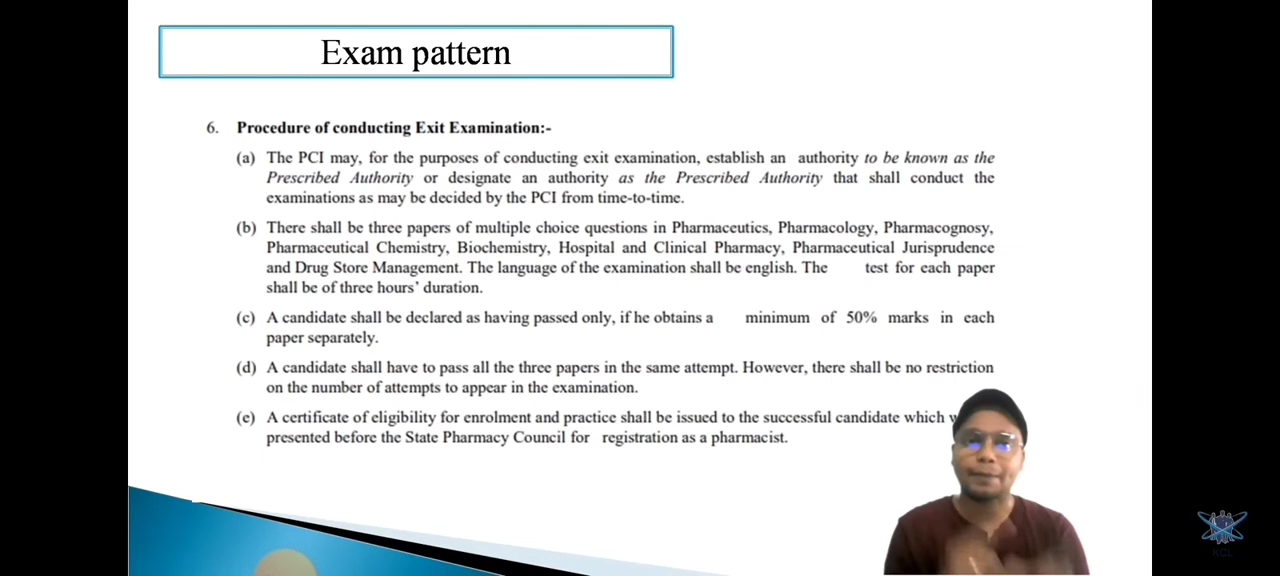 Exam pattern
6. Procedure of conducting Exit Examination:-
(a) The PCI may, for the purposes of conducting exit examination, establish an authority to be known as the
Prescribed Authority or designate an authority as the Prescribed Authority that shall conduct the
examinations as may be decided by the PCI from time-to-time.
(b) There shall be three papers of multiple choice questions in Pharmaceutics, Pharmacology, Pharmacognosy,
Pharmaceutical Chemistry, Biochemistry, Hospital and Clinical Pharmacy, Pharmaceutical Jurisprudence
and Drug Store Management. The language of the examination shall be english. The test for each paper
shall be of three hours' duration.
(c) A candidate shall be declared as having passed only, if he obtains a minimum of 50% marks in each
paper separately.
(d) A candidate shall have to pass all the three papers in the same attempt. However, there shall be no restriction
on the number of attempts to appear in the examination.
(e) A certificate of eligibility for enrolment and practice shall be issued to the successful candidate which
presented before the State Pharmacy Council for registration as a pharmacist.
KCL